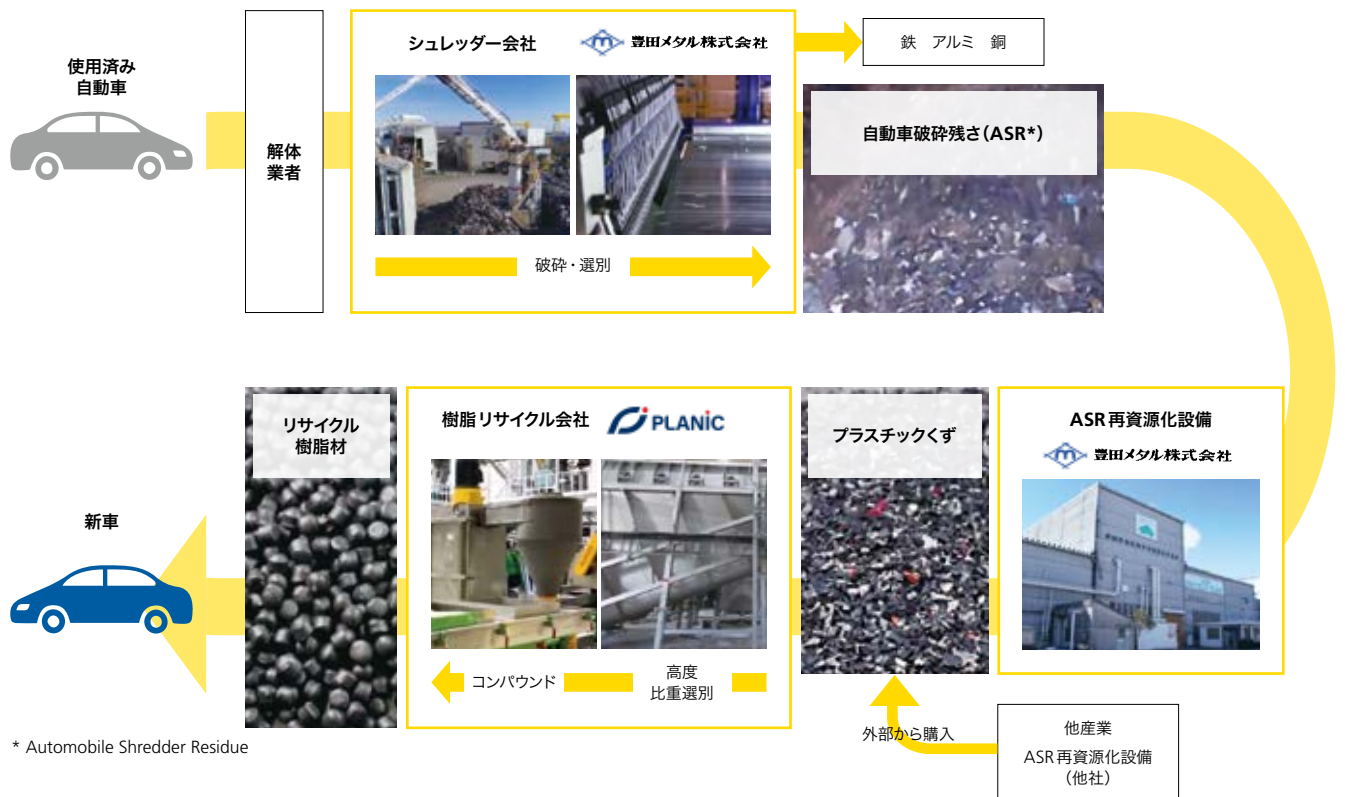 使用済み
自動車
解体
業者
シュレッダー会社
豊田メタル株式会社
破砕・選別
鉄 アルミ 銅
自動車破砕残さ（ASR*）
ASR再資源化設備
豊田メタル株式会社
プラスチックくず
外部から購入
他産業
ASR再資源化設備
（他社）
樹脂リサイクル会社
PLANIC
高度
比重選別
コンパウンド
リサイクル
樹脂材
新車
* Automobile Shredder Residue